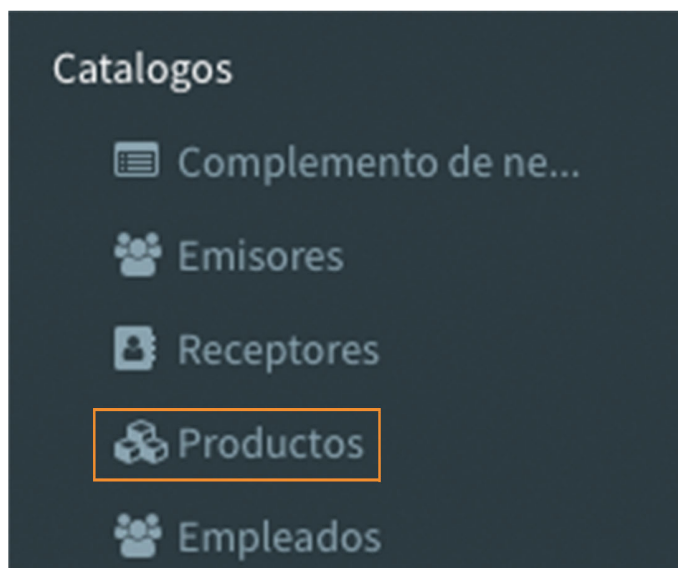 Catalogos
Complemento de ne...
Emisores
Receptores
Productos
Empleados